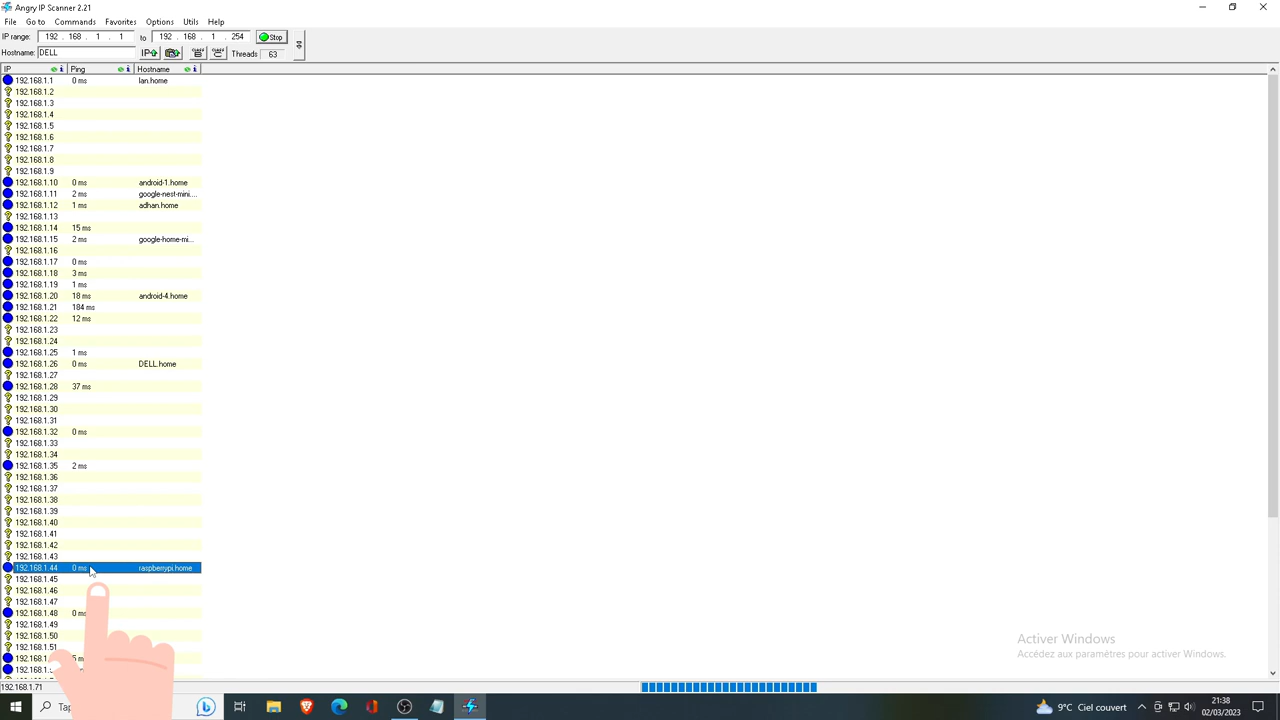 Angry IP Scanner 2.21
File Go to Commands Favorites Options Utils Help
IP range: 192 . 168 . 1 . 1 to 192 . 168 . 1 . 254 Stop
Hostname: DELL IP Threads 63
IP Ping Hostname
192.168.1.1 0 ms lan.home
192.168.1.2
192.168.1.3
192.168.1.4
192.168.1.5
192.168.1.6
192.168.1.7
192.168.1.8
192.168.1.9
192.168.1.10 0 ms android-1.home
192.168.1.11 2 ms google-nest-mini....
192.168.1.12 1 ms adhan.home
192.168.1.13
192.168.1.14 15 ms
192.168.1.15 2 ms google-home-mi...
192.168.1.16
192.168.1.17 0 ms
192.168.1.18 3 ms
192.168.1.19 1 ms
192.168.1.20 18 ms android-4.home
192.168.1.21 184 ms
192.168.1.22 12 ms
192.168.1.23
192.168.1.24
192.168.1.25 1 ms
192.168.1.26 0 ms DELL.home
192.168.1.27
192.168.1.28 37 ms
192.168.1.29
192.168.1.30
192.168.1.31
192.168.1.32 0 ms
192.168.1.33
192.168.1.34
192.168.1.35 2 ms
192.168.1.36
192.168.1.37
192.168.1.38
192.168.1.39
192.168.1.40
192.168.1.41
192.168.1.42
192.168.1.43
192.168.1.44 0 ms raspberrypi.home
192.168.1.45
192.168.1.46
192.168.1.47
192.168.1.48 0 ms
192.168.1.49
192.168.1.50
192.168.1.51
Activer Windows
Accédez aux paramètres pour activer Windows.
192.168.1.71
9°C Ciel couvert
21:38
02/03/2023